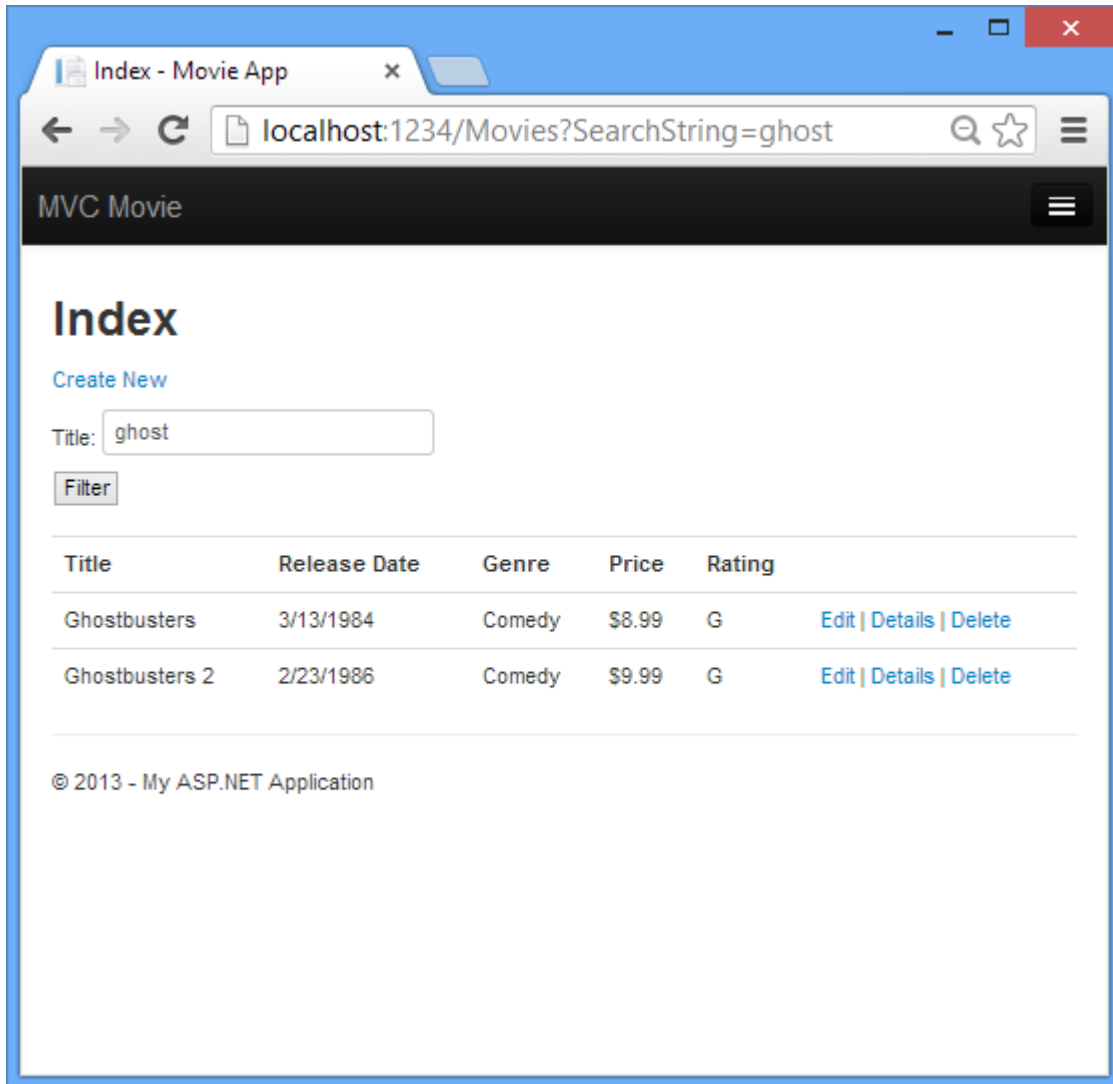 Index - Movie App
localhost:1234/Movies?SearchString=ghost
MVC Movie
Index
Create New
Title: ghost
Filter
Title Release Date Genre Price Rating
Ghostbusters 3/13/1984 Comedy $8.99 G Edit | Details | Delete
Ghostbusters 2 2/23/1986 Comedy $9.99 G Edit | Details | Delete
© 2013 - My ASP.NET Application